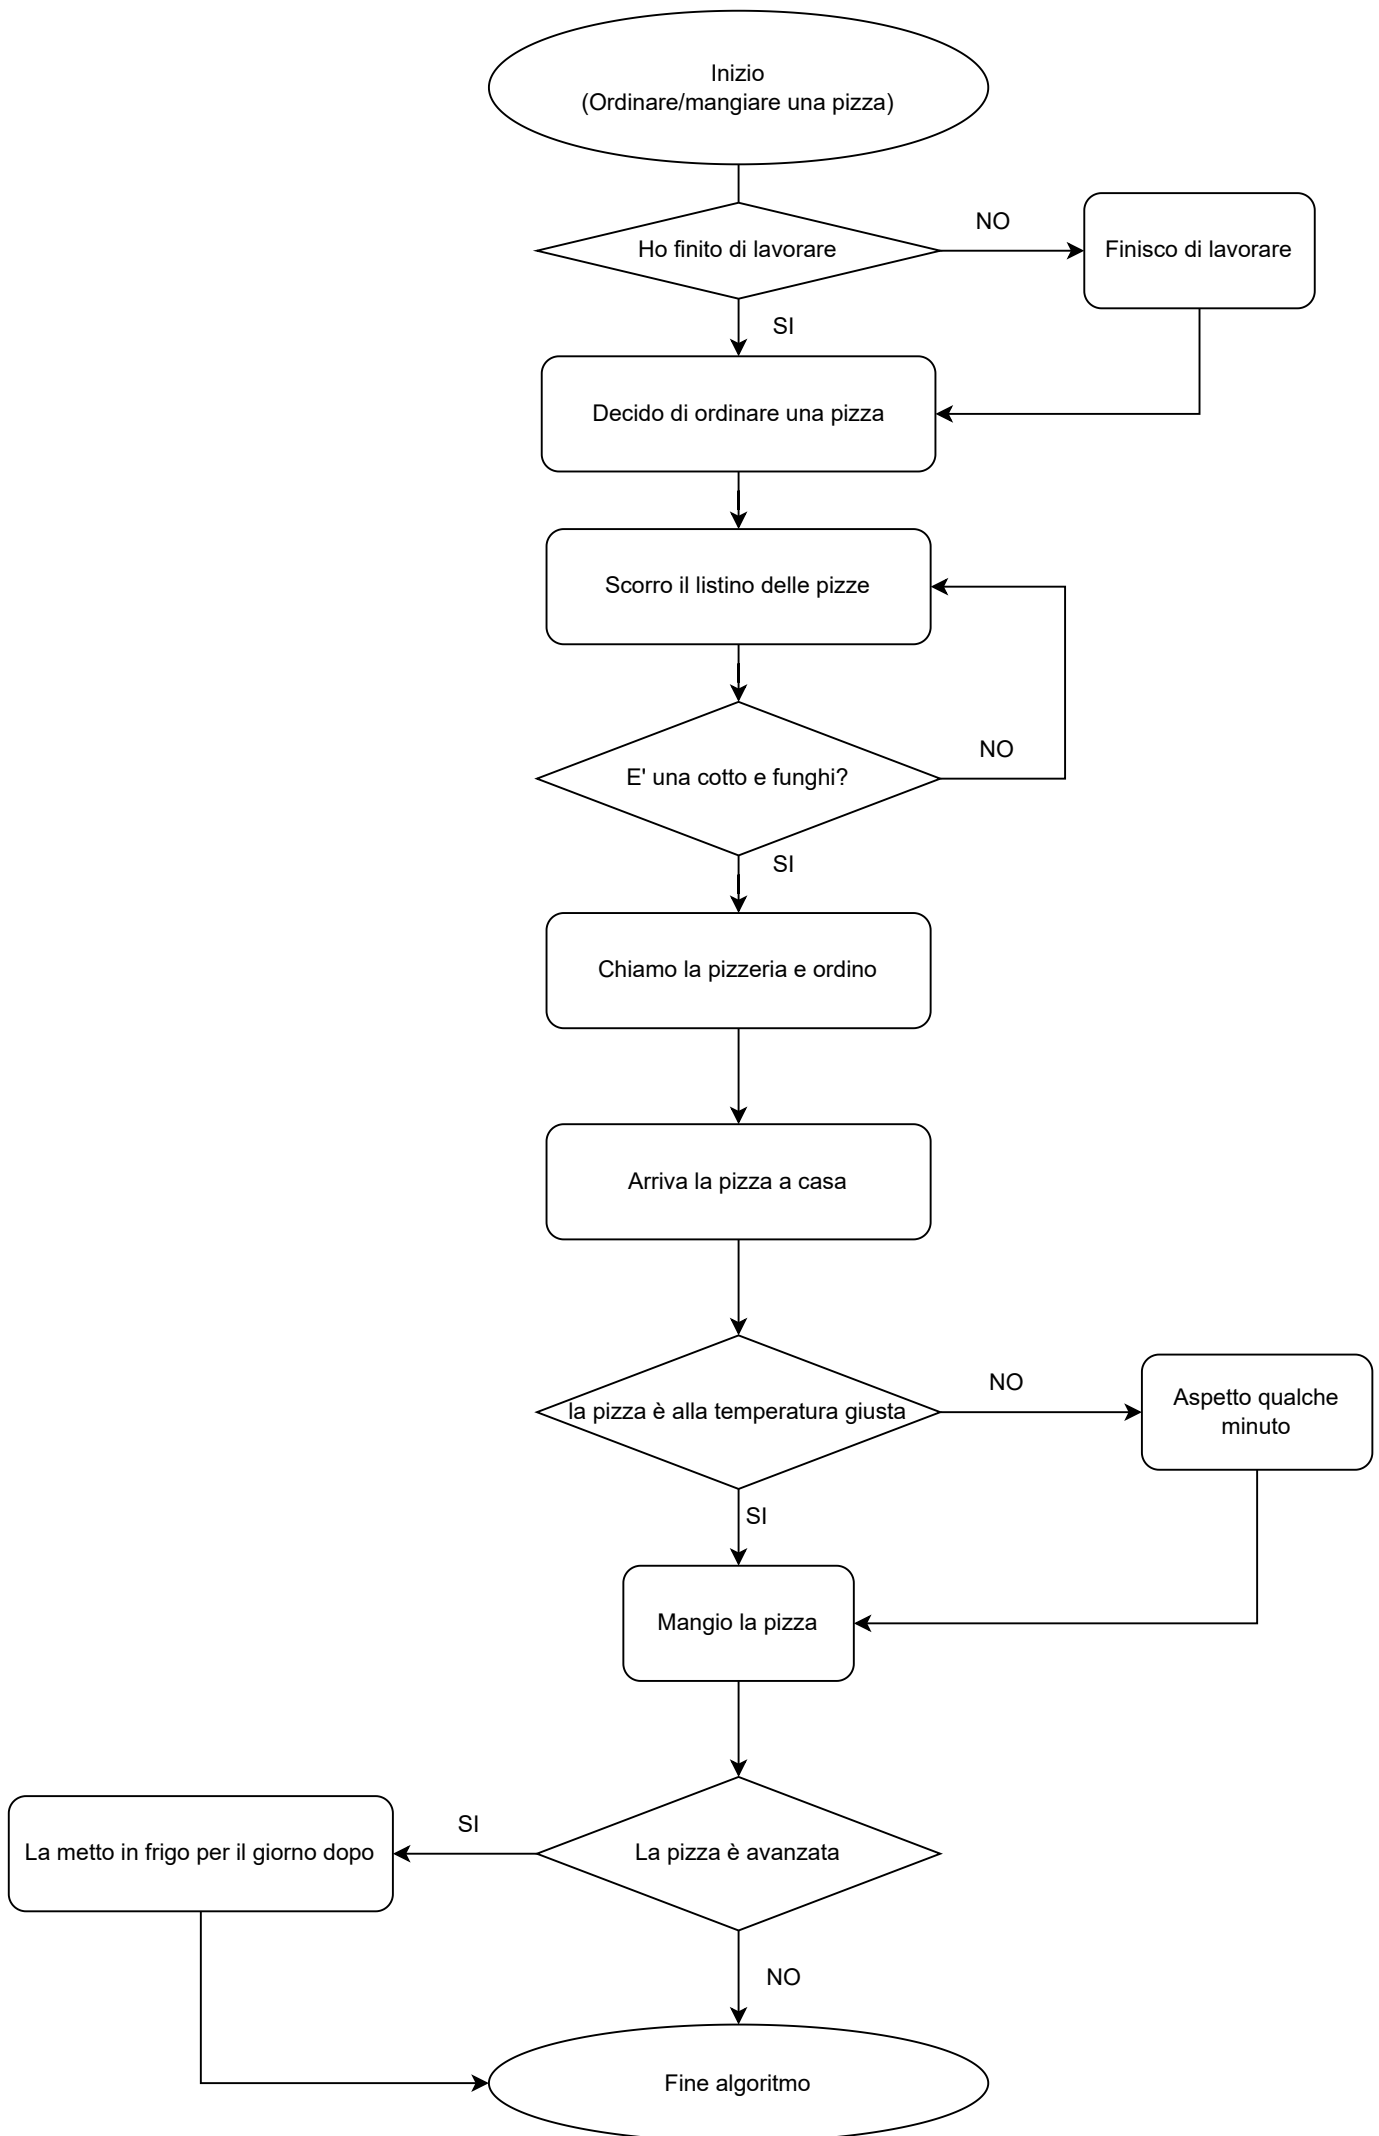 Inizio
(Ordinare/mangiare una pizza)
Ho finito di lavorare
NO
Finisco di lavorare
SI
Decido di ordinare una pizza
Scorro il listino delle pizze
E' una cotto e funghi?
NO
SI
Chiamo la pizzeria e ordino
Arriva la pizza a casa
la pizza è alla temperatura giusta
NO
Aspetto qualche
minuto
SI
Mangio la pizza
La pizza è avanzata
SI
La metto in frigo per il giorno dopo
NO
Fine algoritmo